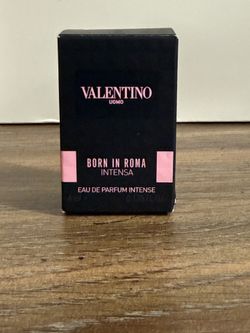 VALENTINO
UOMO
BORN IN ROMA
INTENSA
EAU DE PARFUM INTENSE